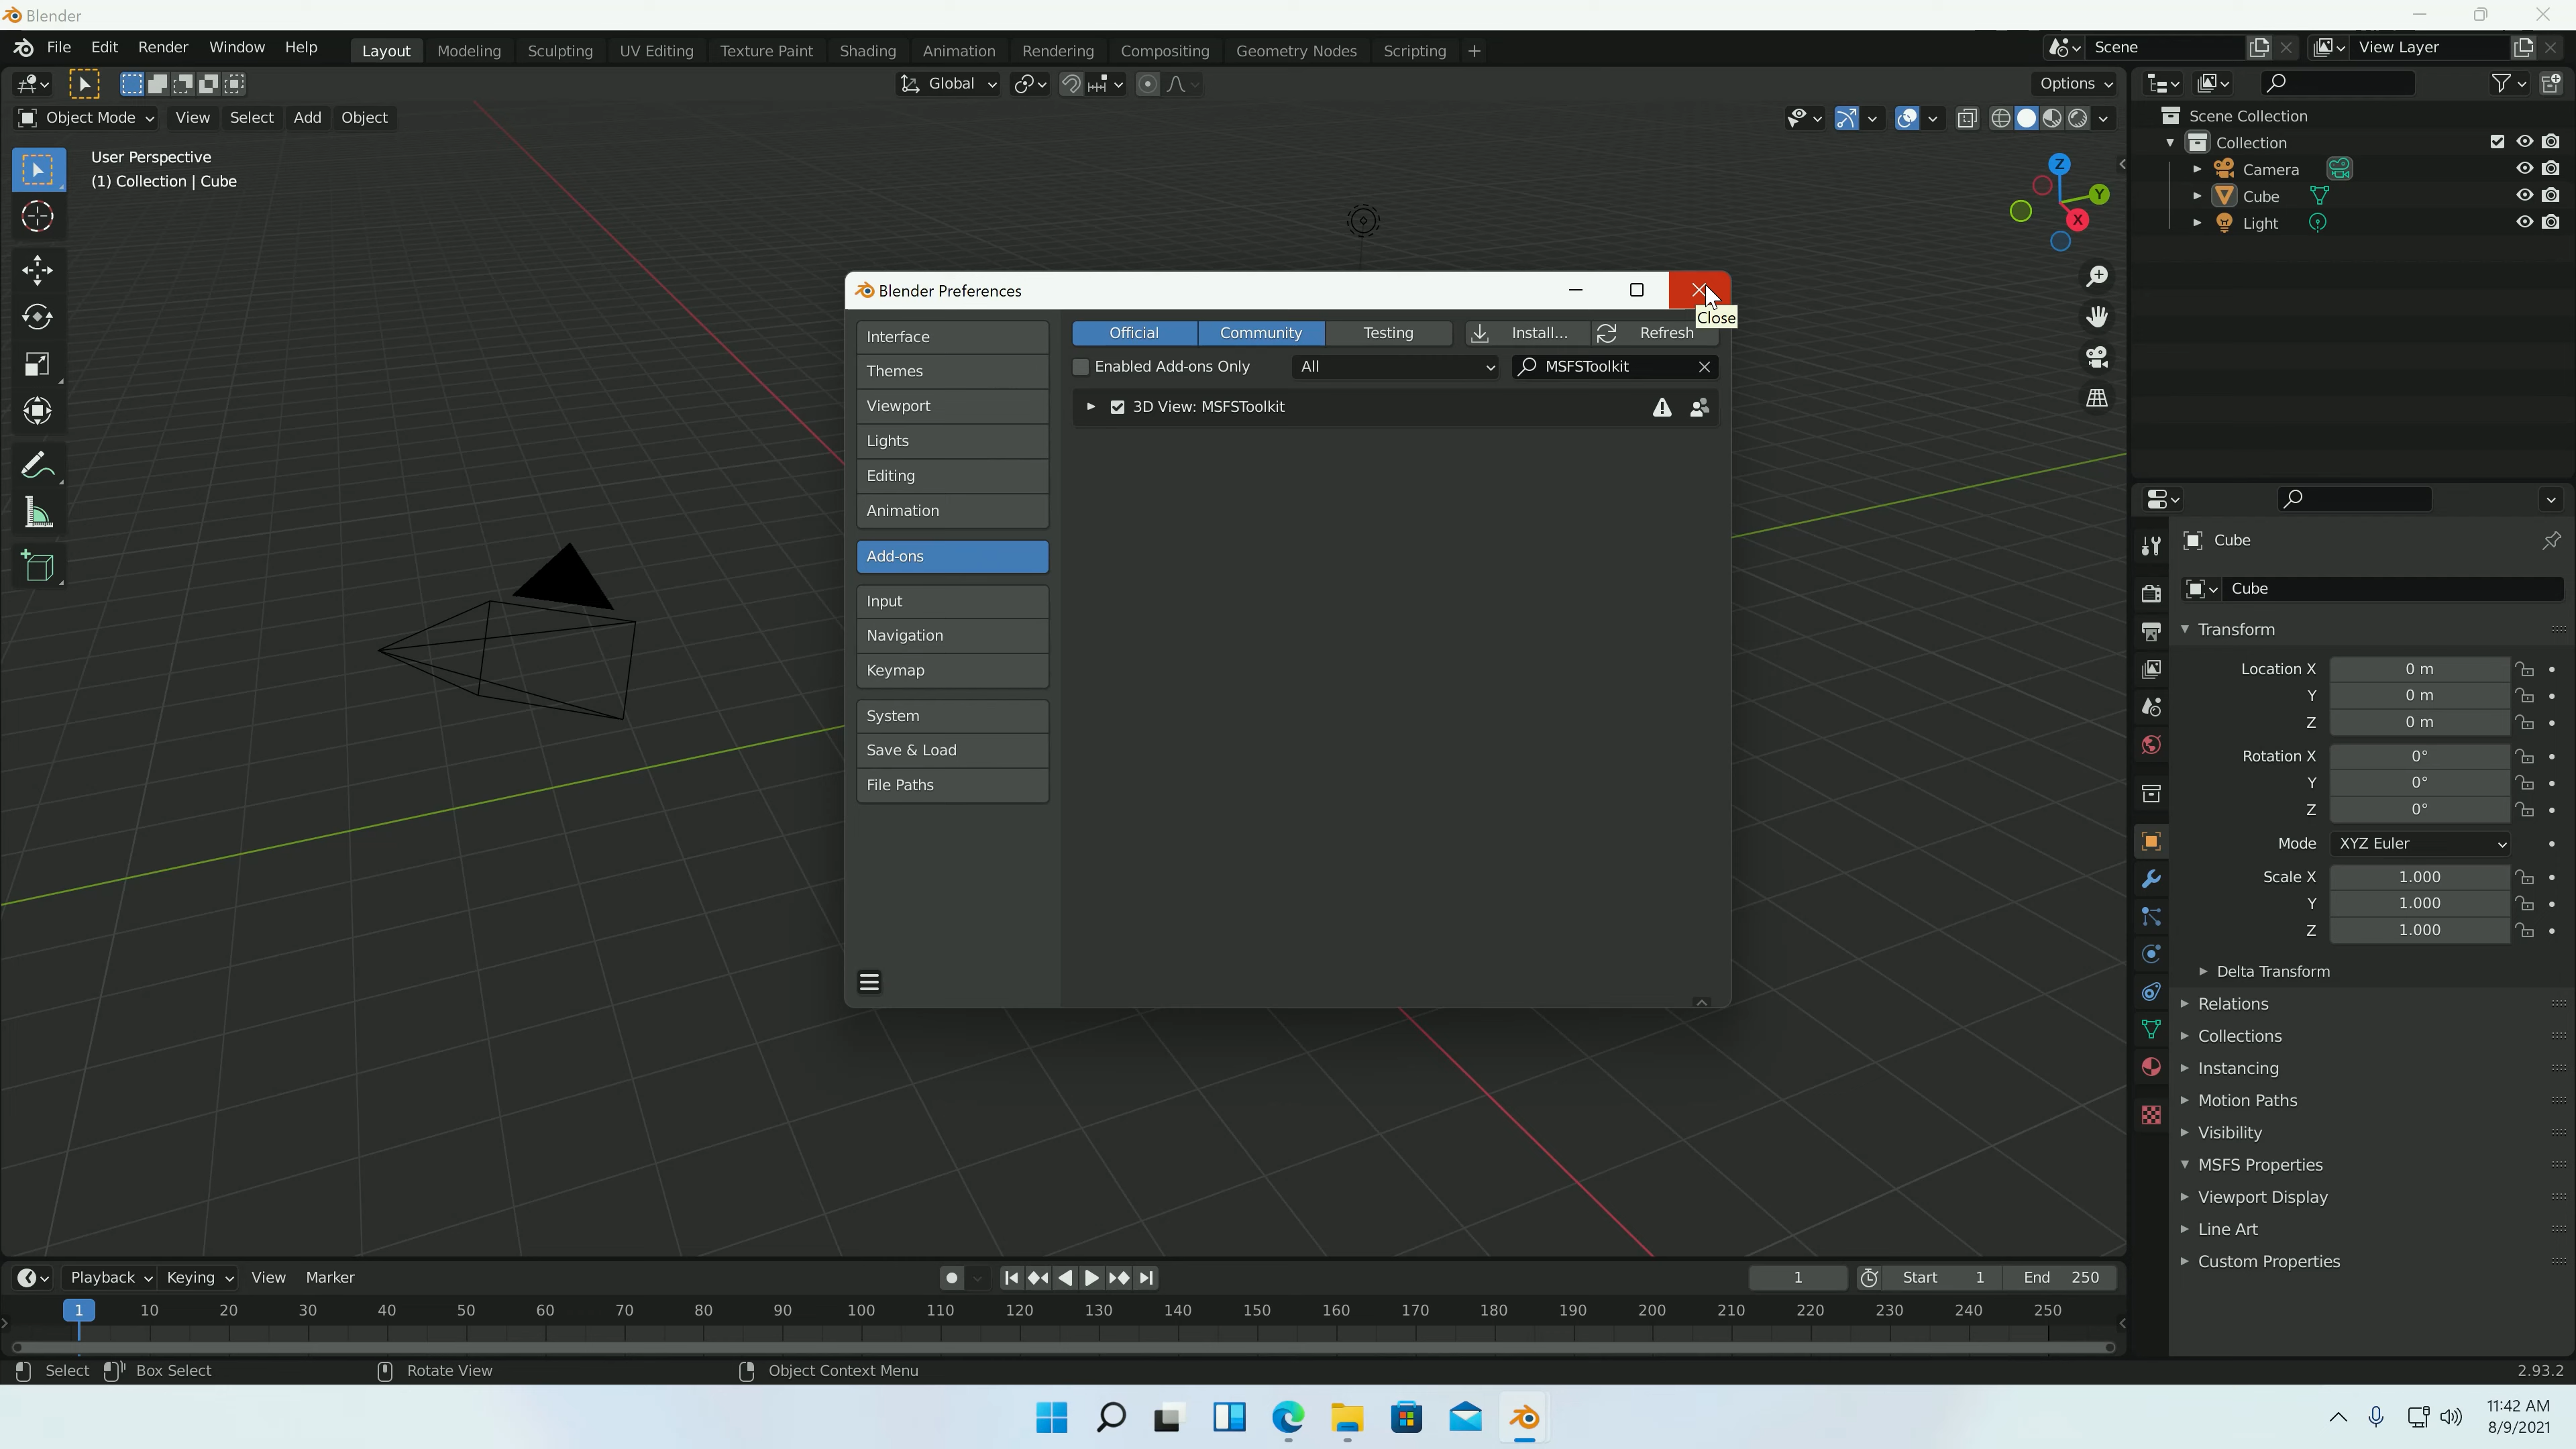 Blender
File Edit Render Window Help Layout Modeling Sculpting UV Editing Texture Paint Shading Animation Rendering Compositing Geometry Nodes Scripting + Scene View Layer
Global Options
Object Mode View Select Add Object
User Perspective
(1) Collection | Cube
Z
Y
X
Scene Collection
Collection
Camera
Cube
Light
Blender Preferences
Close
Interface
Themes
Viewport
Lights
Editing
Animation
Add-ons
Input
Navigation
Keymap
System
Save & Load
File Paths
Official Community Testing Install... Refresh
Enabled Add-ons Only All MSFSToolkit
3D View: MSFSToolkit
Cube
Cube
Transform
Location X 0 m
Y 0 m
Z 0 m
Rotation X 0°
Y 0°
Z 0°
Mode XYZ Euler
Scale X 1.000
Y 1.000
Z 1.000
Delta Transform
Relations
Collections
Instancing
Motion Paths
Visibility
MSFS Properties
Viewport Display
Line Art
Custom Properties
Playback Keying View Marker 1 Start 1 End 250
1 10 20 30 40 50 60 70 80 90 100 110 120 130 140 150 160 170 180 190 200 210 220 230 240 250
Select Box Select Rotate View Object Context Menu 2.93.2
11:42 AM
8/9/2021